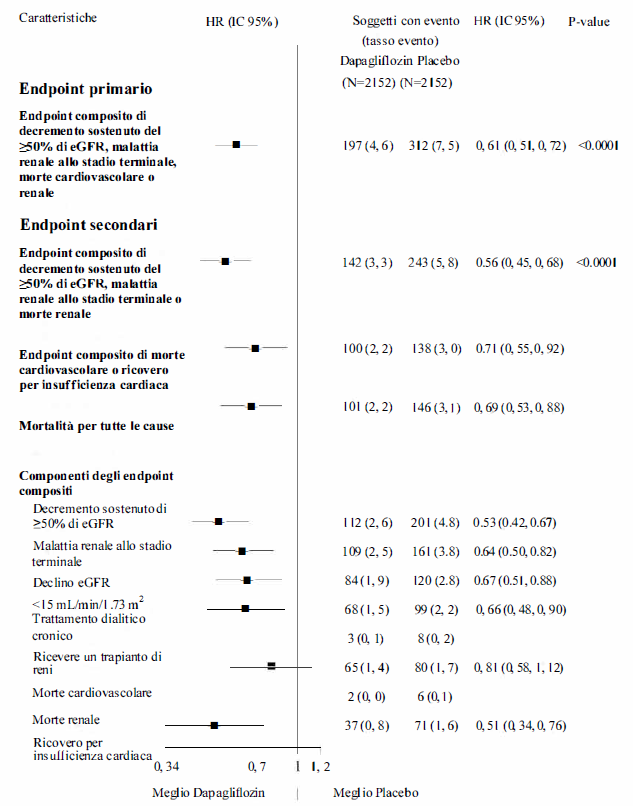 Caratteristiche HR (IC 95%) Soggetti con evento HR (IC 95%) P-value
(tasso evento)
Dapagliflozin Placebo
(N=2152) (N=2152)
Endpoint primario
Endpoint composito di
decremento sostenuto del
≥50% di eGFR, malattia
renale allo stadio terminale,
morte cardiovascolare o
renale
197 (4, 6) 312 (7, 5) 0, 61 (0, 51, 0, 72) <0.0001
Endpoint secondari
Endpoint composito di
decremento sostenuto del
≥50% di eGFR, malattia
renale allo stadio terminale o
morte renale
142 (3, 3) 243 (5, 8) 0.56 (0, 45, 0, 68) <0.0001
Endpoint composito di morte
cardiovascolare o ricovero
per insufficienza cardiaca
100 (2, 2) 138 (3, 0) 0.71 (0, 55, 0, 92)
Mortalità per tutte le cause
101 (2, 2) 146 (3, 1) 0, 69 (0, 53, 0, 88)
Componenti degli endpoint
compositi
Decremento sostenuto di
≥50% di eGFR
112 (2, 6) 201 (4.8) 0.53 (0.42, 0.67)
Malattia renale allo stadio
terminale
109 (2, 5) 161 (3.8) 0.64 (0.50, 0.82)
Declino eGFR
<15 mL/min/1.73 m²
84 (1, 9) 120 (2.8) 0.67 (0.51, 0.88)
Trattamento dialitico
cronico
68 (1, 5) 99 (2, 2) 0, 66 (0, 48, 0, 90)
3 (0, 1) 8 (0, 2)
Ricevere un trapianto di
reni
65 (1, 4) 80 (1, 7) 0, 81 (0, 58, 1, 12)
Morte cardiovascolare
2 (0, 0) 6 (0, 1)
Morte renale
37 (0, 8) 71 (1, 6) 0, 51 (0, 34, 0, 76)
Ricovero per
insufficienza cardiaca
0, 34 0, 7 1 1, 2
Meglio Dapagliflozin Meglio Placebo